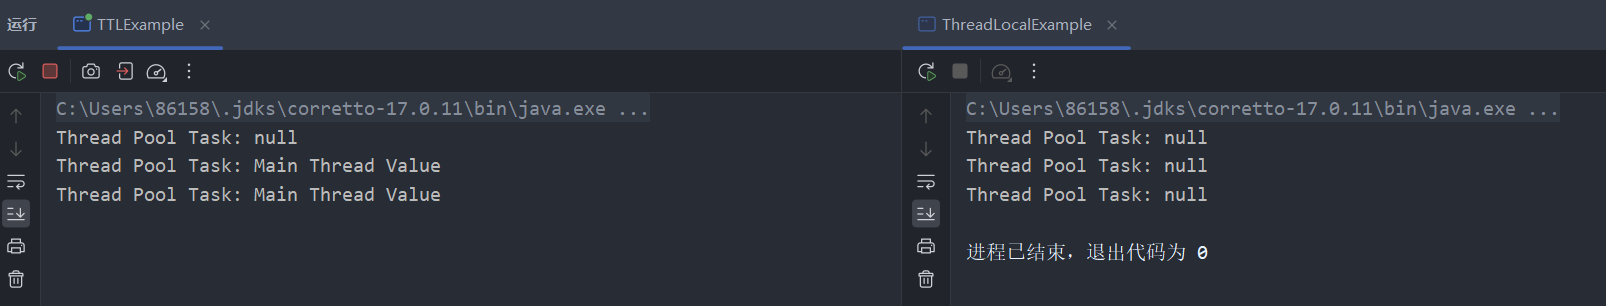 运行
TTLExample
C:\Users\86158\.jdks\corretto-17.0.11\bin\java.exe ...
Thread Pool Task: null
Thread Pool Task: Main Thread Value
Thread Pool Task: Main Thread Value
ThreadLocalExample
C:\Users\86158\.jdks\corretto-17.0.11\bin\java.exe ...
Thread Pool Task: null
Thread Pool Task: null
Thread Pool Task: null
进程已结束，退出代码为 0